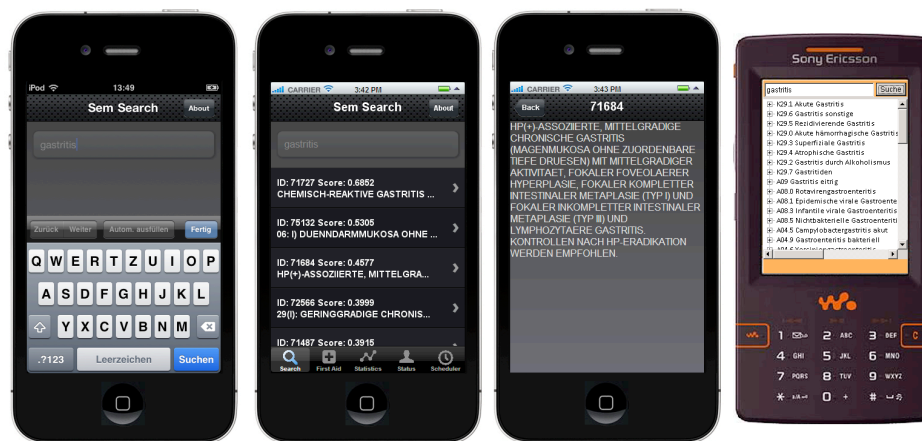 iPod 13:49
Sem Search
About
gastritis
Zurück Weiter Autom. ausfüllen Fertig
Q W E R T Z U I O P
A S D F G H J K L
Y X C V B N M
.?123 Leerzeichen Suchen
CARRIER 3:42 PM
Sem Search
About
gastritis
ID: 71727 Score: 0.6852
CHEMISCH-REAKTIVE GASTRITIS ...
ID: 75132 Score: 0.5305
06: I) DUENNDARMMUKOSA OHNE ...
ID: 71684 Score: 0.4577
HP(+)-ASSOZIIERTE, MITTELGRA...
ID: 72566 Score: 0.3999
29(I): GERINGGRADIGE CHRONIS...
ID: 71487 Score: 0.3915
Search First Aid Statistics Status Scheduler
CARRIER 3:43 PM
Back
71684
HP(+)-ASSOZIIERTE, MITTELGRADIGE
CHRONISCHE GASTRITIS
(MAGENMUKOSA OHNE ZUORDENBARE
TIEFE DRUESEN) MIT MITTELGRADIGER
AKTIVITAET, FOKALER FOVEOLAERER
HYPERPLASIE, FOKALER KOMPLETTER
INTESTINALER METAPLASIE (TYP I) UND
FOKALER INKOMPLETTER INTESTINALER
METAPLASIE (TYP III) UND
LYMPHOZYTAERE GASTRITIS.
KONTROLLEN NACH HP-ERADIKATION
WERDEN EMPFOHLEN.
Sony Ericsson
gastritis Suche
K29.1 Akute Gastritis
K29.6 Gastritis sonstige
K29.5 Rezidivierende Gastritis
K29.0 Akute hämorrhagische Gastritis
K29.3 Superfiziale Gastritis
K29.4 Atrophische Gastritis
K29.2 Gastritis durch Alkoholismus
K29.7 Gastritiden
A09 Gastritis eitrig
A08.0 Rotavirengastroenteritis
A08.1 Epidemische virale Gastroente
A08.3 Infantile virale Gastroenteritis
A08.5 Nichtbakterielle Gastroenteriti
A04.5 Campylobactergastritis akut
A04.9 Gastroenteritis bakteriell
1 2 ABC 3 DEF C
4 GHI 5 JKL 6 MNO
7 PQRS 8 TUV 9 WXYZ
* 0 + #